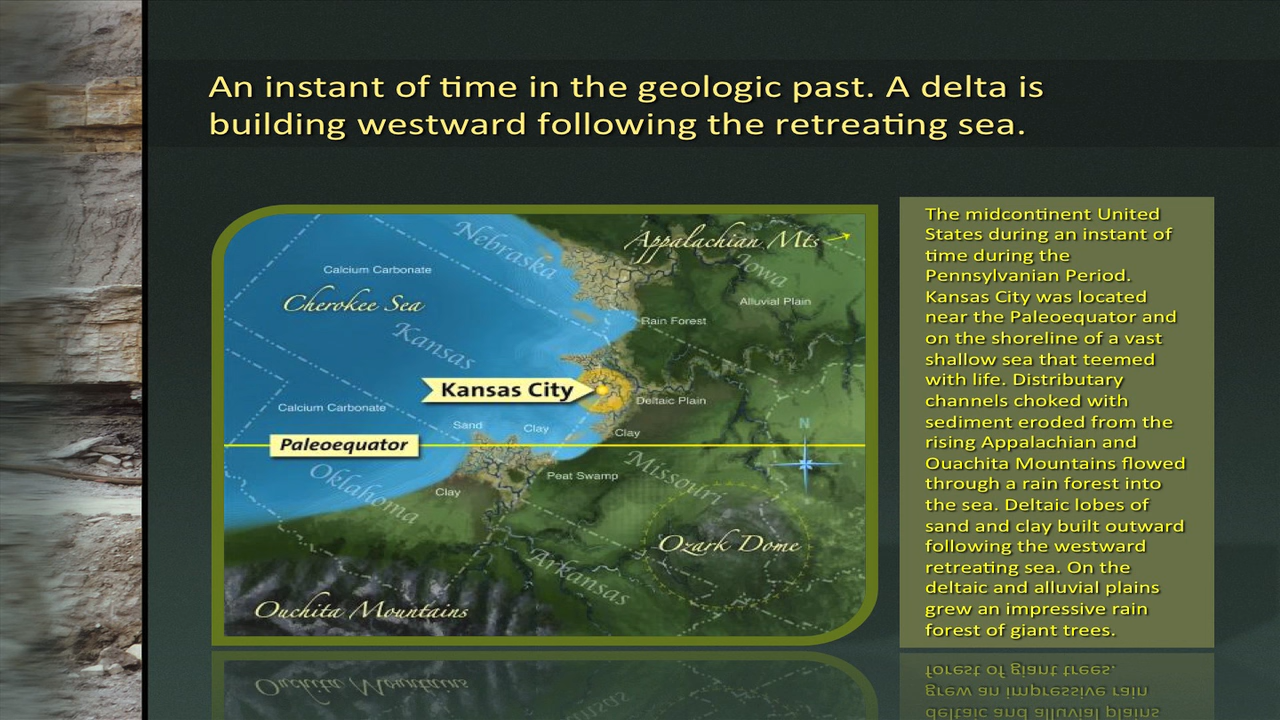 An instant of time in the geologic past. A delta is
building westward following the retreating sea.
Nebraska
Appalachian Mts
Iowa
Calcium Carbonate
Cherokee Sea
Alluvial Plain
Rain Forest
Kansas
Kansas City
Deltaic Plain
Calcium Carbonate
Sand
Clay
Clay
N
Paleoequator
Missouri
Peat Swamp
Oklahoma
Clay
Ozark Dome
Arkansas
Ouchita Mountains
The midcontinent United
States during an instant of
time during the
Pennsylvanian Period.
Kansas City was located
near the Paleoequator and
on the shoreline of a vast
shallow sea that teemed
with life. Distributary
channels choked with
sediment eroded from the
rising Appalachian and
Ouachita Mountains flowed
through a rain forest into
the sea. Deltaic lobes of
sand and clay built outward
following the westward
retreating sea. On the
deltaic and alluvial plains
grew an impressive rain
forest of giant trees.